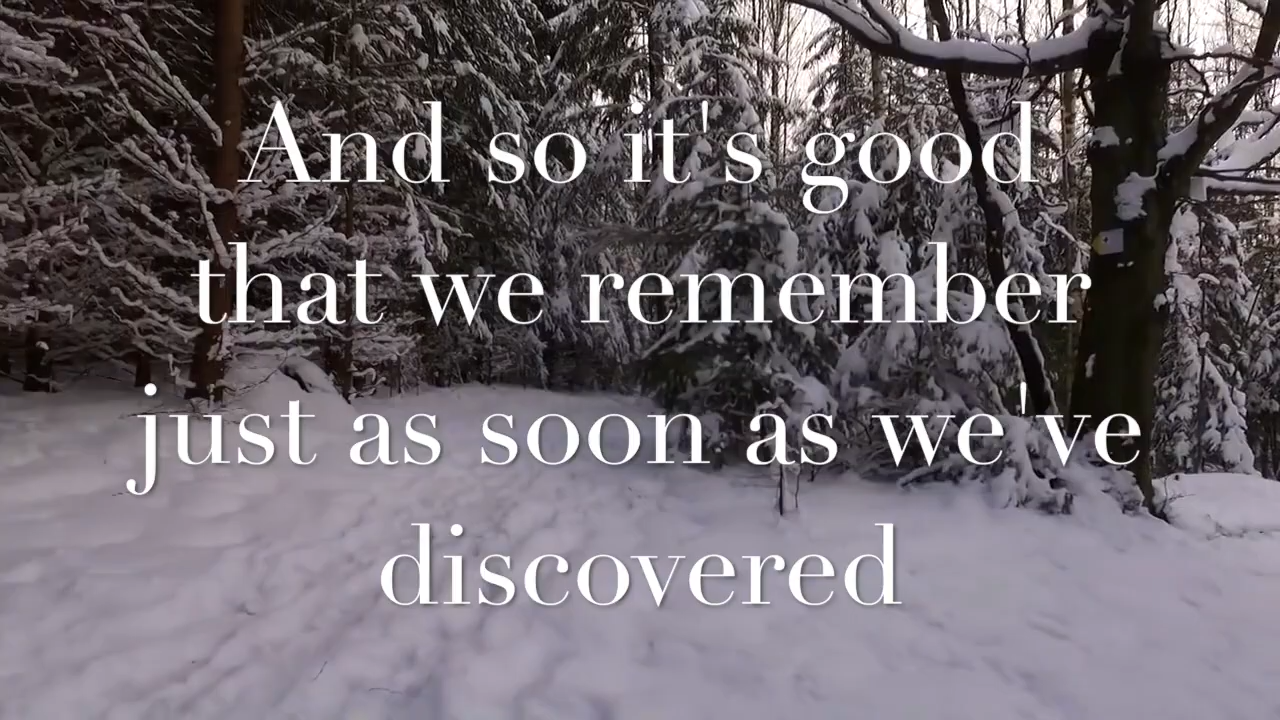 And so it's good
that we remember
just as soon as we've
discovered